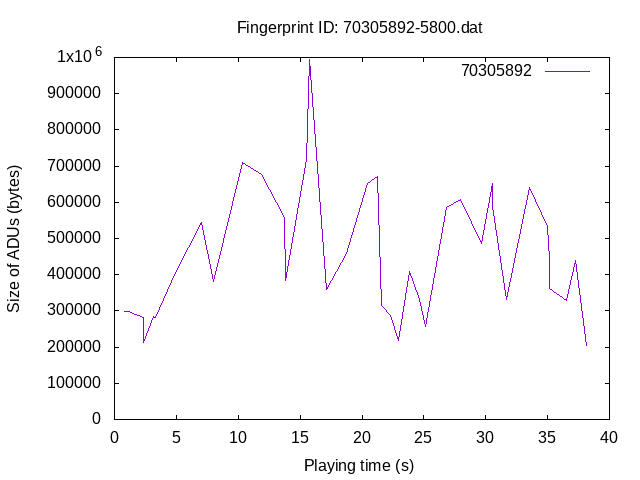 Fingerprint ID: 70305892-5800.dat
70305892
1x10^6
900000
800000
700000
600000
500000
400000
300000
200000
100000
0
Size of ADUs (bytes)
0 5 10 15 20 25 30 35 40
Playing time (s)